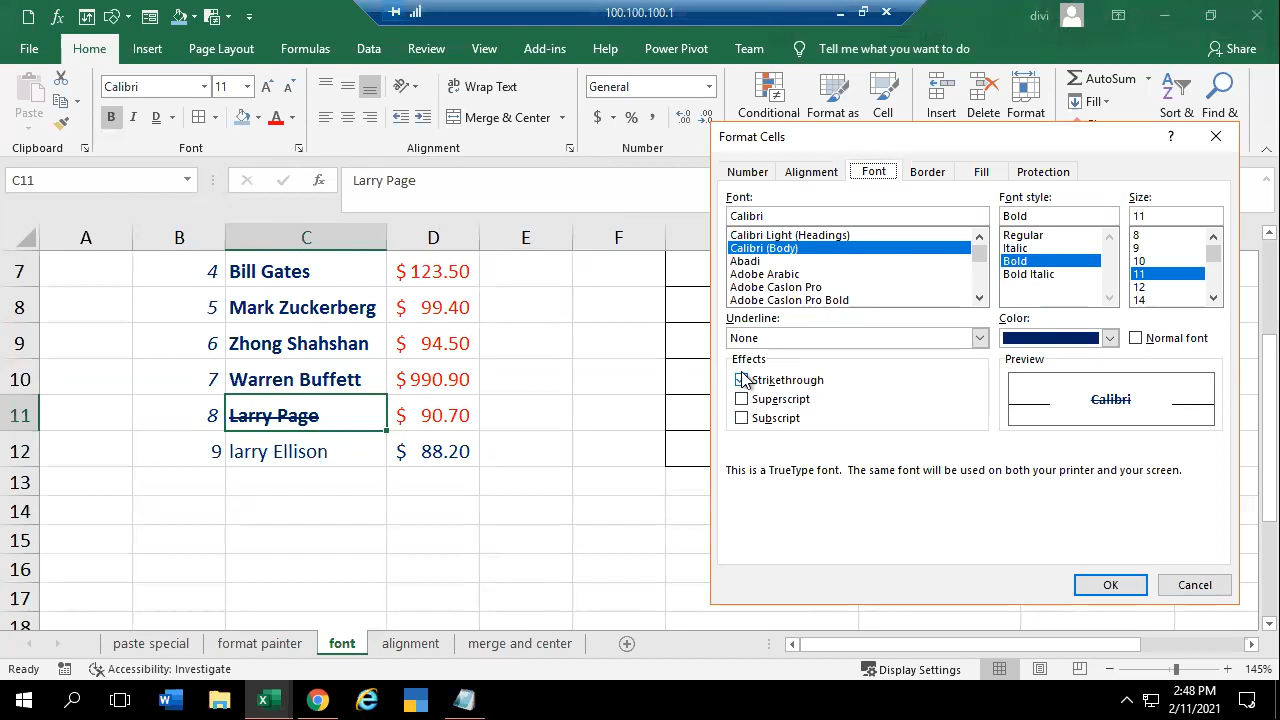 100.100.100.1
divi
File Home Insert Page Layout Formulas Data Review View Add-ins Help Power Pivot Team Tell me what you want to do Share
Calibri 11 Wrap Text General AutoSum
Paste B I D Merge & Center $ % Conditional Format as Cell Insert Delete Format Fill Sort & Find &
Clipboard Font Alignment Number
C11 fx Larry Page
A B C D E F
7 4 Bill Gates $ 123.50
8 5 Mark Zuckerberg $ 99.40
9 6 Zhong Shahshan $ 94.50
10 7 Warren Buffett $ 990.90
11 8 Larry Page $ 90.70
12 9 larry Ellison $ 88.20
13
14
15
16
17
18
Format Cells ?
Number Alignment Font Border Fill Protection
Font: Font style: Size:
Calibri Bold 11
Calibri Light (Headings) Regular 8
Calibri (Body) Italic 9
Abadi Bold 10
Adobe Arabic Bold Italic 11
Adobe Caslon Pro 12
Adobe Caslon Pro Bold 14
Underline: Color:
None Normal font
Effects Preview
Strikethrough
Superscript Calibri
Subscript
This is a TrueType font. The same font will be used on both your printer and your screen.
OK Cancel
paste special format painter font alignment merge and center
Ready Accessibility: Investigate Display Settings 145%
2:48 PM
2/11/2021